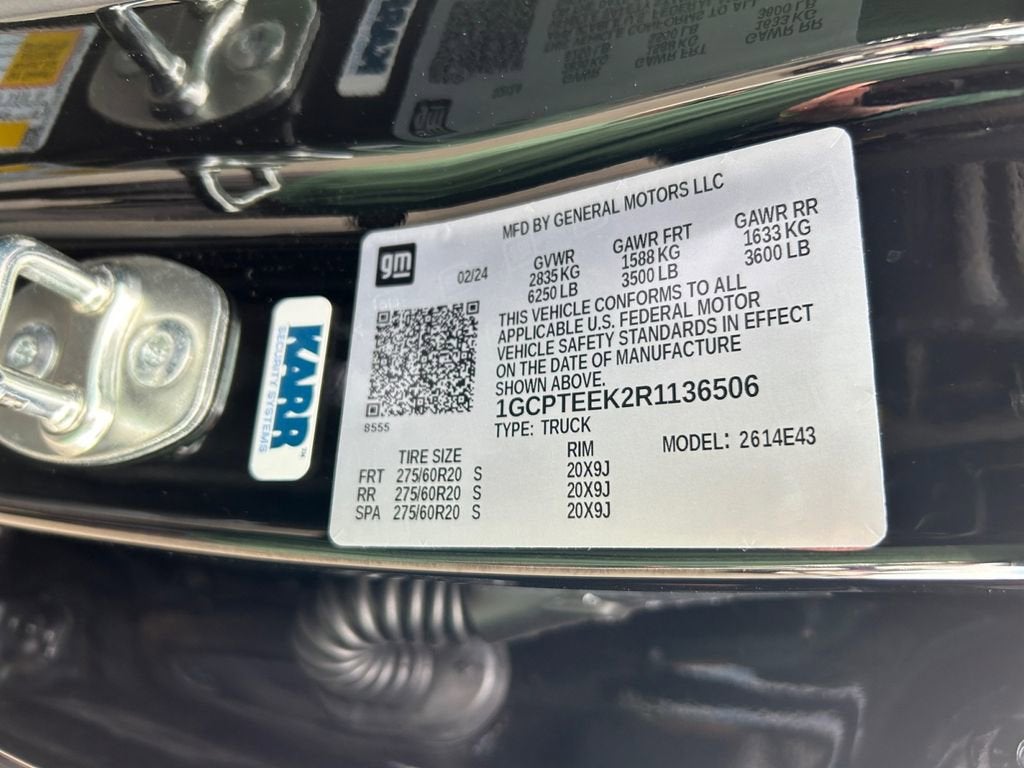 MFD BY GENERAL MOTORS LLC
gm
02/24
GVWR
2835 KG
6250 LB
GAWR FRT
1588 KG
3500 LB
GAWR RR
1633 KG
3600 LB
THIS VEHICLE CONFORMS TO ALL
APPLICABLE U.S. FEDERAL MOTOR
VEHICLE SAFETY STANDARDS IN EFFECT
ON THE DATE OF MANUFACTURE
SHOWN ABOVE.
1GCPTEEK2R1136506
TYPE: TRUCK
8555
MODEL: 2614E43
TIRE SIZE RIM
FRT 275/60R20 S 20X9J
RR 275/60R20 S 20X9J
SPA 275/60R20 S 20X9J
KARR™
SECURITY SYSTEMS